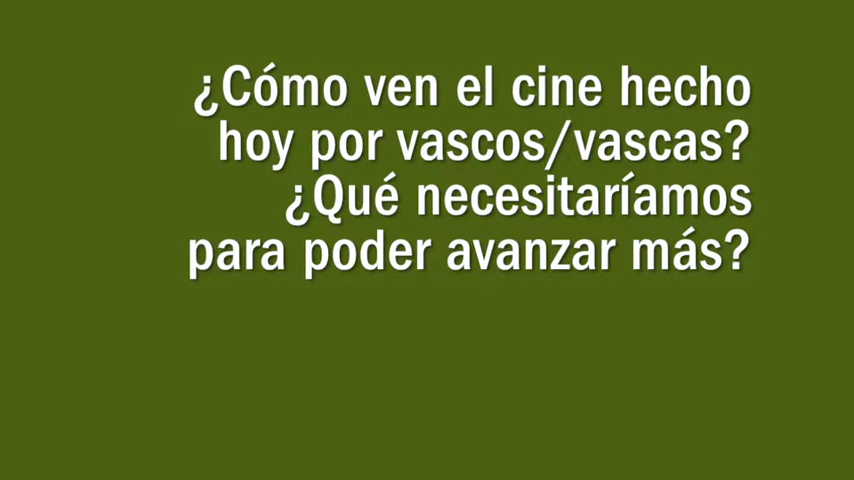 ¿Cómo ven el cine hecho
hoy por vascos/vascas?
¿Qué necesitaríamos
para poder avanzar más?